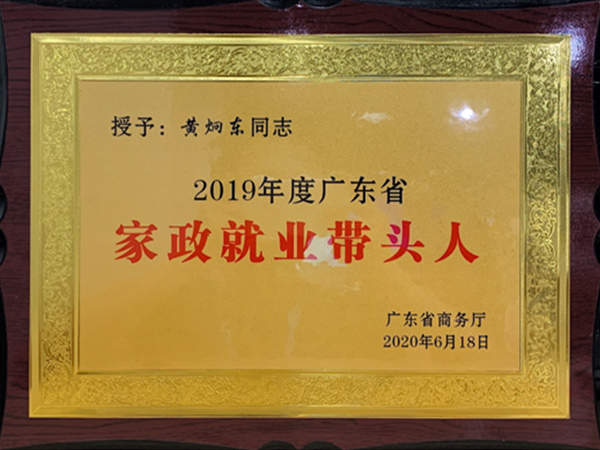 授予：黄炯东同志
2019年度广东省
家政就业带头人
广东省商务厅
2020年6月18日